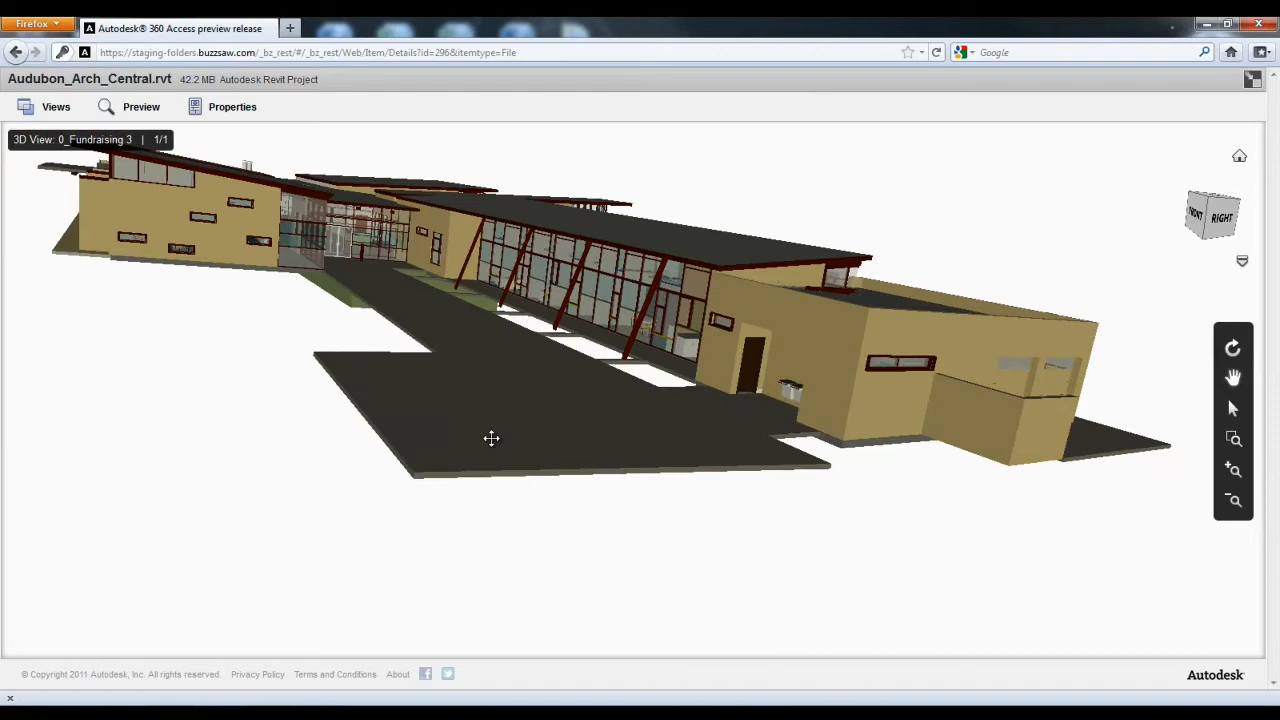 Firefox
Autodesk® 360 Access preview release
https://staging-folders.buzzsaw.com/_bz_rest/#/_bz_rest/Web/Item/Details?id=296&itemtype=File
Google
Audubon_Arch_Central.rvt 42.2 MB Autodesk Revit Project
Views Preview Properties
3D View: 0_Fundraising 3 | 1/1
FRONT RIGHT
© Copyright 2011 Autodesk, Inc. All rights reserved. Privacy Policy Terms and Conditions About
Autodesk